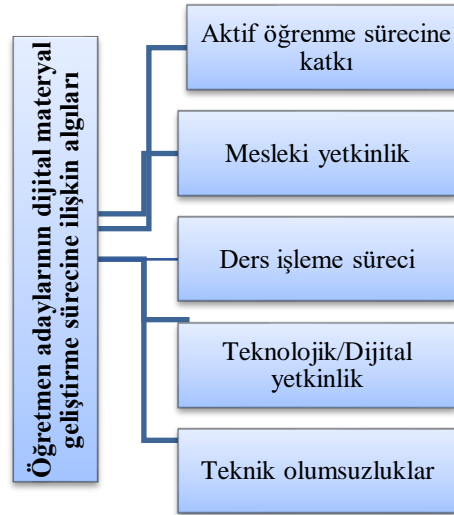 Öğretmen adaylarının dijital materyal
geliştirme sürecine ilişkin algıları
Aktif öğrenme sürecine
katkı
Mesleki yetkinlik
Ders işleme süreci
Teknolojik/Dijital
yetkinlik
Teknik olumsuzluklar